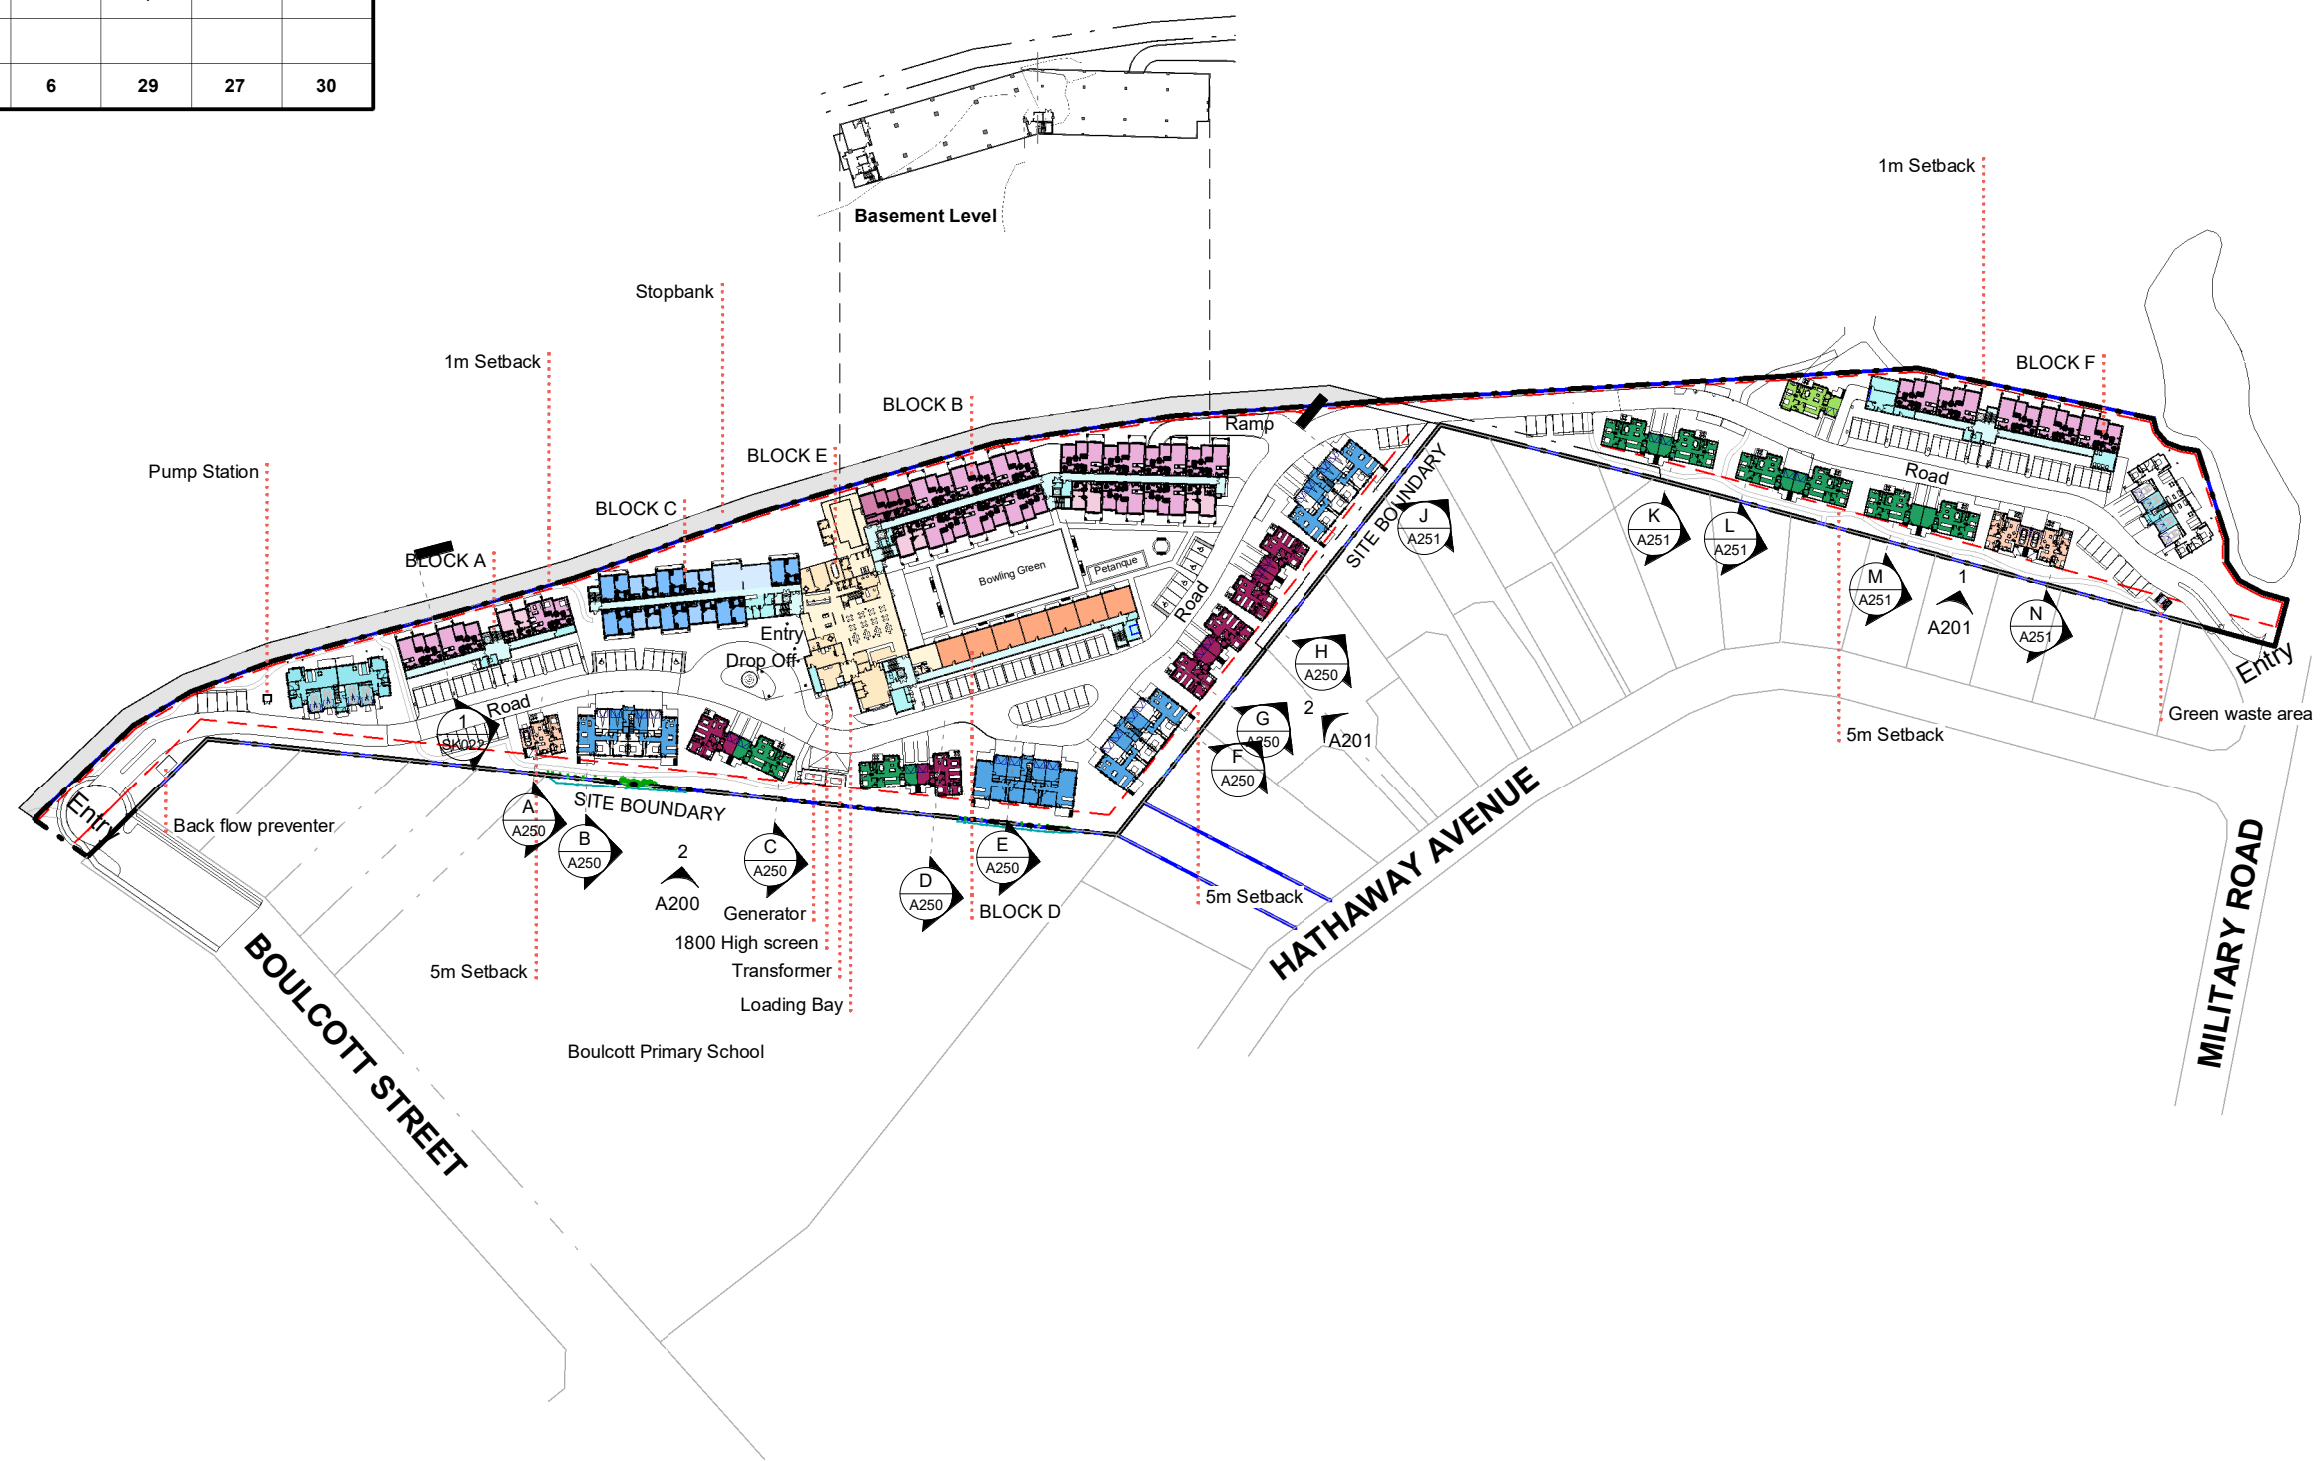 6 29 27 30
Basement Level
1m Setback
Stopbank
1m Setback
BLOCK F
BLOCK B
Ramp
BLOCK E
Pump Station
BLOCK C
Road
BLOCK A
SITE BOUNDARY
J
A251
K
A251
L
A251
Bowling Green
Petanque
M
A251
1
A201
N
A251
Road
Entry
Drop Off
H
A250
Entry
Road
1
SK022
G
A250
2
A201
F
A250
Green waste area
5m Setback
Entry
Back flow preventer
SITE BOUNDARY
A
A250
B
A250
2
A200
C
A250
D
A250
E
A250
5m Setback
Generator
BLOCK D
1800 High screen
Transformer
5m Setback
Loading Bay
HATHAWAY AVENUE
MILITARY ROAD
BOULCOTT STREET
Boulcott Primary School